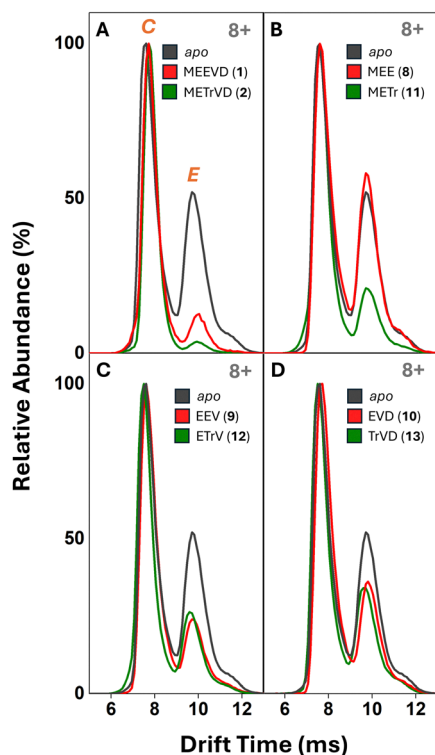 A
C
8+
apo
MEEVD (1)
METrVD (2)
E
B
8+
apo
MEE (8)
METr (11)
100
50
0
C
8+
apo
EEV (9)
ETrV (12)
D
8+
apo
EVD (10)
TrVD (13)
100
50
0
6 8 10 12
6 8 10 12
Relative Abundance (%)
Drift Time (ms)